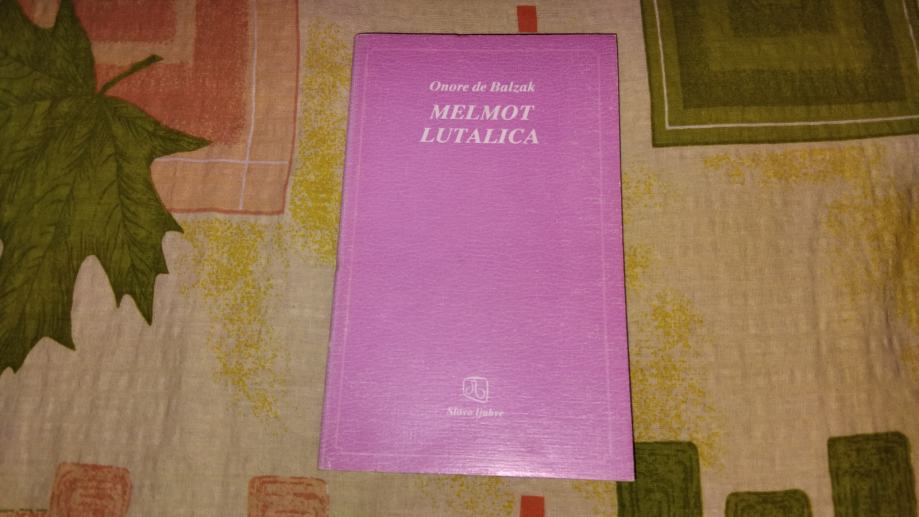 Onore de Balzak
MELMOT
LUTALICA
Slovo ljubve